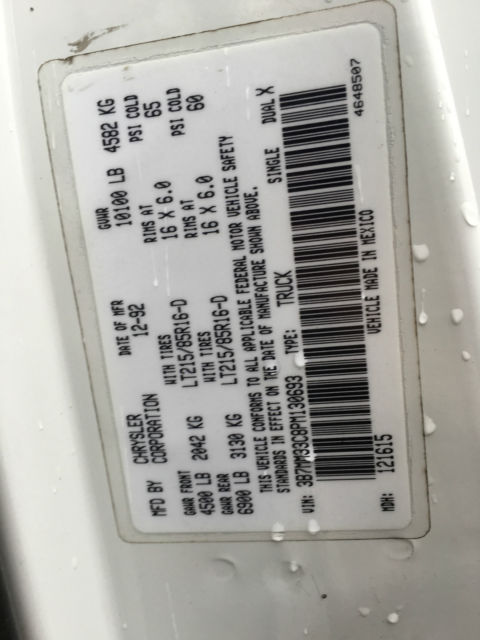 MFD BY CHRYSLER CORPORATION DATE OF MFR 12-92 GVWR 10100 LB 4582 KG
GAWR FRONT 4500 LB 2042 KG WITH TIRES LT215/85R16-D RIMS AT 16 X 6.0 PSI COLD 65
GAWR REAR 6900 LB 3130 KG WITH TIRES LT215/85R16-D RIMS AT 16 X 6.0 PSI COLD 60
THIS VEHICLE CONFORMS TO ALL APPLICABLE FEDERAL MOTOR VEHICLE SAFETY
STANDARDS IN EFFECT ON THE DATE OF MANUFACTURE SHOWN ABOVE.
VIN: 3B7MM33C8PM130693 TYPE: TRUCK SINGLE DUAL X
MDH: 121615 VEHICLE MADE IN MEXICO 4648507